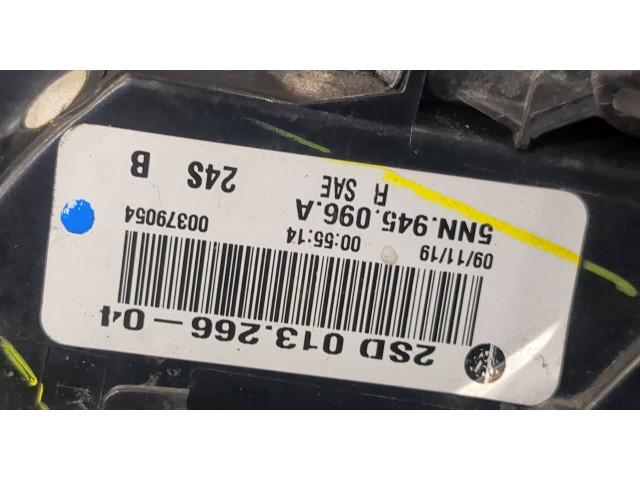 2SD 013.266-04
09/11/19 00:55:14 00379054
5NN.945.096.A
R SAE 24S B